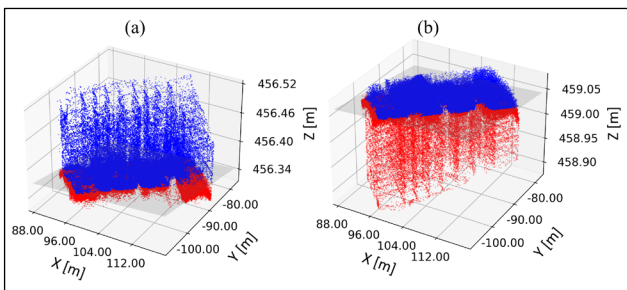 (a)
456.52
456.46
456.40
456.34
Z [m]
88.00
96.00
104.00
112.00
X [m]
-100.00
-90.00
-80.00
Y [m]
(b)
459.05
459.00
458.95
458.90
Z [m]
88.00
96.00
104.00
112.00
X [m]
-100.00
-90.00
-80.00
Y [m]